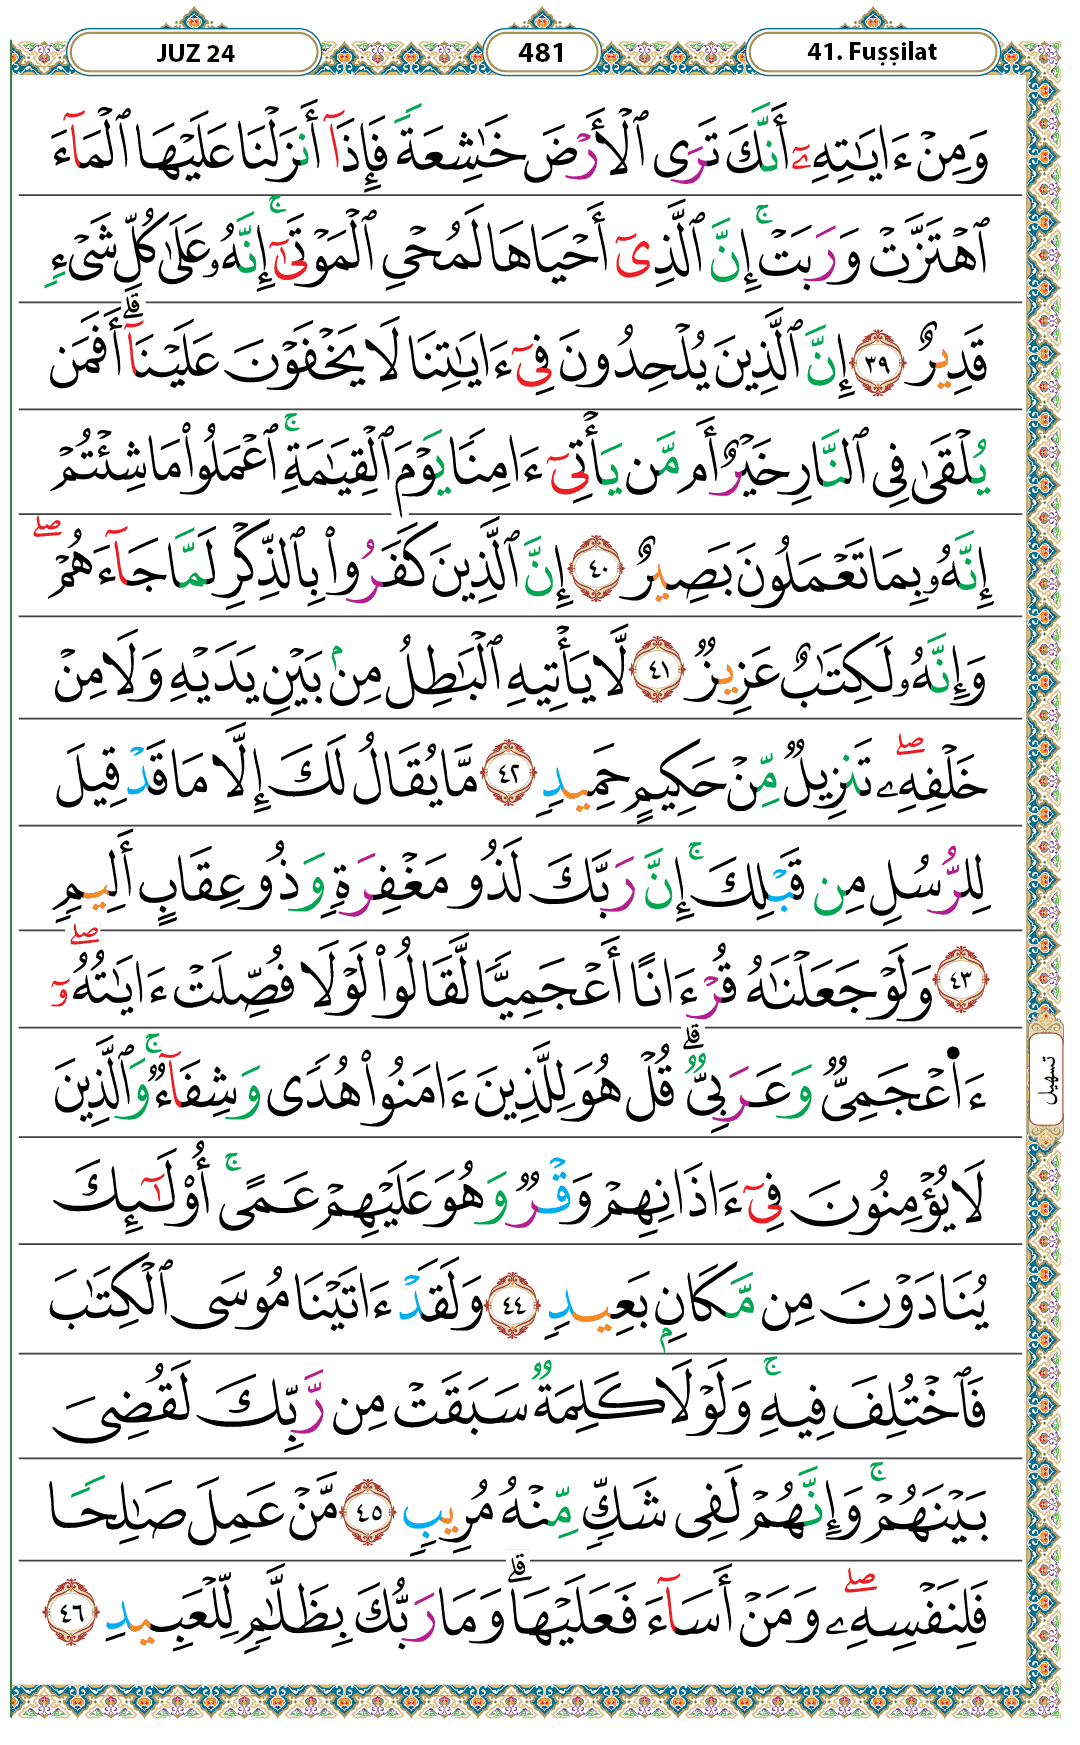 JUZ 24
481
41. Fuṣṣilat
وَمِنْ ءَايَٰتِهِۦٓ أَنَّكَ تَرَى ٱلْأَرْضَ خَٰشِعَةً فَإِذَآ أَنزَلْنَا عَلَيْهَا ٱلْمَآءَ
ٱهْتَزَّتْ وَرَبَتْ ۚ إِنَّ ٱلَّذِىٓ أَحْيَاهَا لَمُحْىِ ٱلْمَوْتَىٰٓ ۚ إِنَّهُۥ عَلَىٰ كُلِّ شَىْءٍ
قَدِيرٌ ٣٩ إِنَّ ٱلَّذِينَ يُلْحِدُونَ فِىٓ ءَايَٰتِنَا لَا يَخْفَوْنَ عَلَيْنَآ ۗ أَفَمَن
يُلْقَىٰ فِى ٱلنَّارِ خَيْرٌ أَم مَّن يَأْتِىٓ ءَامِنًا يَوْمَ ٱلْقِيَٰمَةِ ۚ ٱعْمَلُوا۟ مَا شِئْتُمْ
إِنَّهُۥ بِمَا تَعْمَلُونَ بَصِيرٌ ٤٠ إِنَّ ٱلَّذِينَ كَفَرُوا۟ بِٱلذِّكْرِ لَمَّا جَآءَهُمْ ۖ
وَإِنَّهُۥ لَكِتَٰبٌ عَزِيزٌ ٤١ لَّا يَأْتِيهِ ٱلْبَٰطِلُ مِنۢ بَيْنِ يَدَيْهِ وَلَا مِنْ
خَلْفِهِۦ ۖ تَنزِيلٌ مِّنْ حَكِيمٍ حَمِيدٍ ٤٢ مَّا يُقَالُ لَكَ إِلَّا مَا قَدْ قِيلَ
لِلرُّسُلِ مِن قَبْلِكَ ۚ إِنَّ رَبَّكَ لَذُو مَغْفِرَةٍ وَذُو عِقَابٍ أَلِيمٍ
٤٣ وَلَوْ جَعَلْنَٰهُ قُرْءَانًا أَعْجَمِيًّا لَّقَالُوا۟ لَوْلَا فُصِّلَتْ ءَايَٰتُهُۥٓ ۖ
ءَا۬عْجَمِىٌّ وَعَرَبِىٌّ ۗ قُلْ هُوَ لِلَّذِينَ ءَامَنُوا۟ هُدًى وَشِفَآءٌ ۚ وَٱلَّذِينَ
تسهيل
لَا يُؤْمِنُونَ فِىٓ ءَاذَانِهِمْ وَقْرٌ وَهُوَ عَلَيْهِمْ عَمًى ۚ أُو۟لَٰٓئِكَ
يُنَادَوْنَ مِن مَّكَانٍۭ بَعِيدٍ ٤٤ وَلَقَدْ ءَاتَيْنَا مُوسَى ٱلْكِتَٰبَ
فَٱخْتُلِفَ فِيهِ ۚ وَلَوْلَا كَلِمَةٌ سَبَقَتْ مِن رَّبِّكَ لَقُضِىَ
بَيْنَهُمْ ۚ وَإِنَّهُمْ لَفِى شَكٍّ مِّنْهُ مُرِيبٍ ٤٥ مَّنْ عَمِلَ صَٰلِحًا
فَلِنَفْسِهِۦ ۖ وَمَنْ أَسَآءَ فَعَلَيْهَا ۗ وَمَا رَبُّكَ بِظَلَّٰمٍ لِّلْعَبِيدِ ٤٦